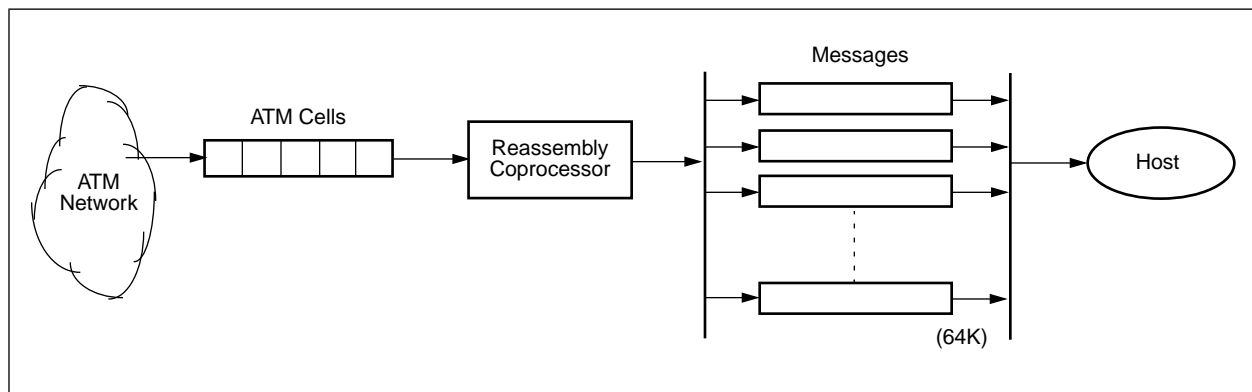 Messages
ATM Cells
ATM
Network
Reassembly
Coprocessor
Host
(64K)